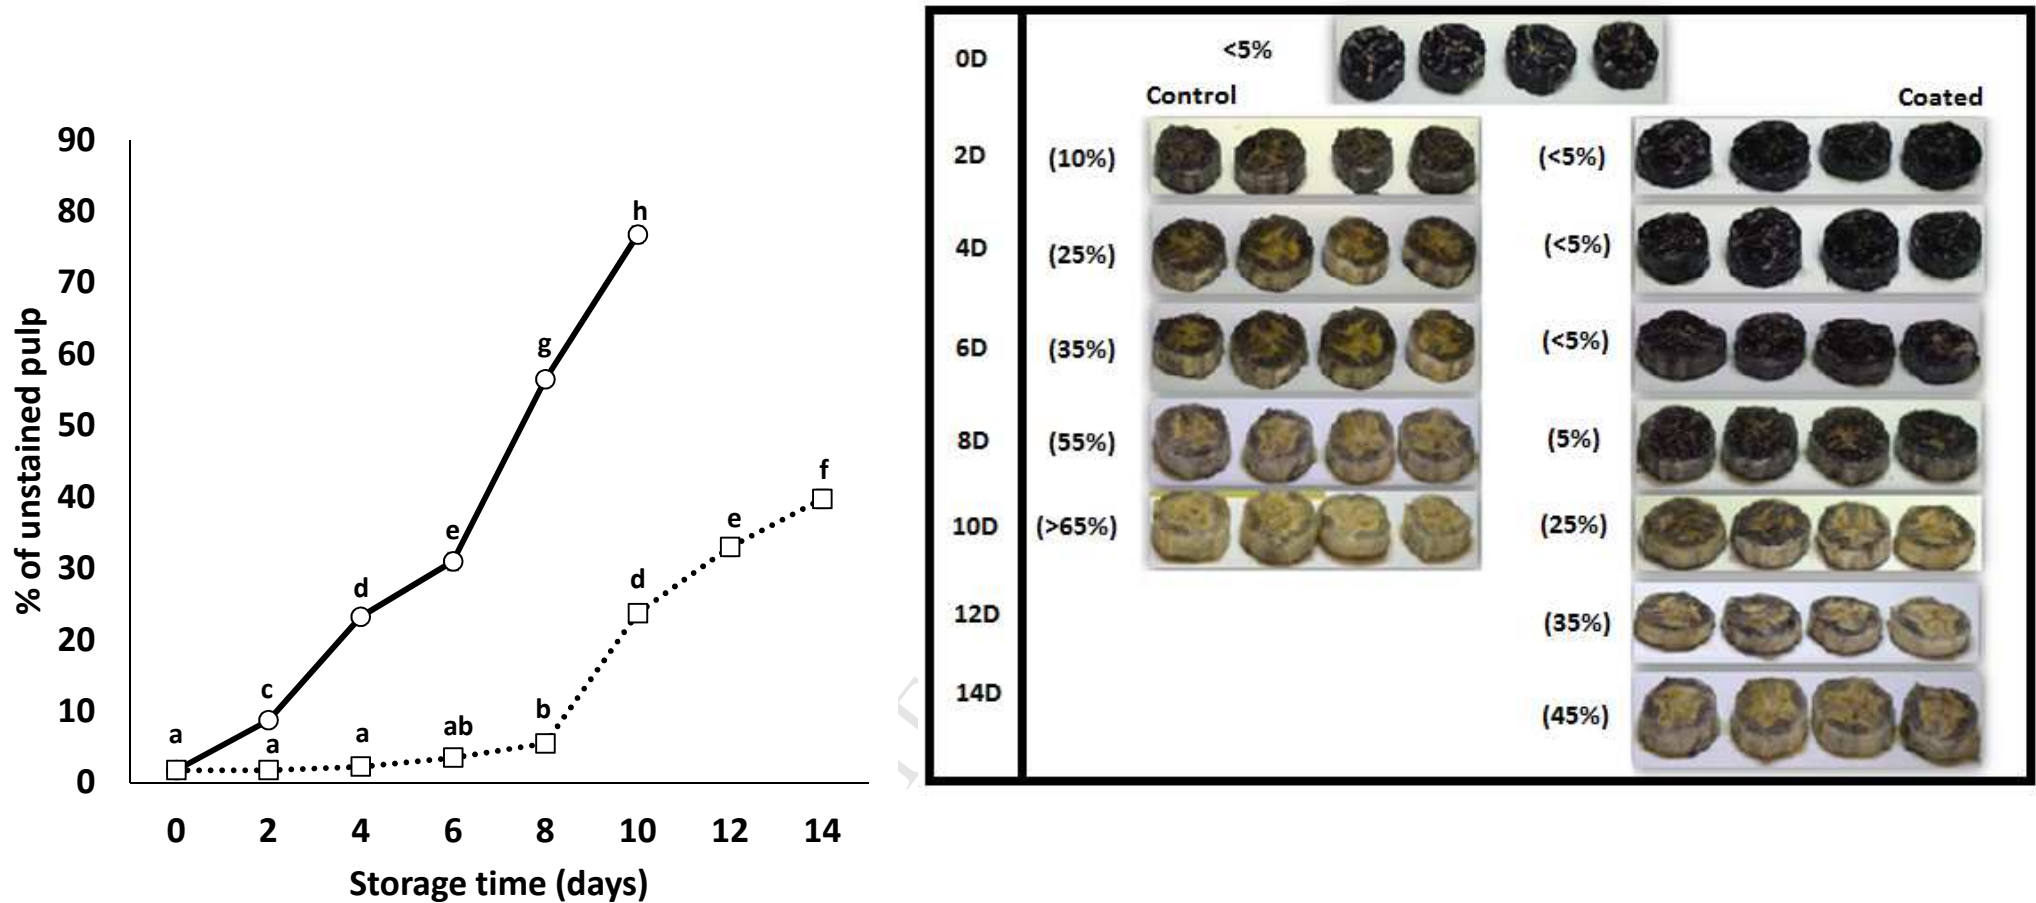 90
80
70
60
50
40
30
20
10
0
% of unstained pulp
h
g
e
d
c
a
a
a
ab
b
d
e
f
0 2 4 6 8 10 12 14
Storage time (days)
0D <5%
Control Coated
2D (10%) (<5%)
4D (25%) (<5%)
6D (35%) (<5%)
8D (55%) (5%)
10D (>65%) (25%)
12D (35%)
14D (45%)